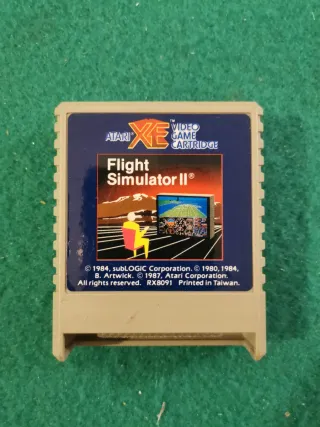 ATARI XE ™ VIDEO
GAME
CARTRIDGE
Flight
Simulator II®
© 1984, subLOGIC Corporation. © 1980, 1984,
B. Artwick. © 1987, Atari Corporation.
All rights reserved. RX8091 Printed in Taiwan.